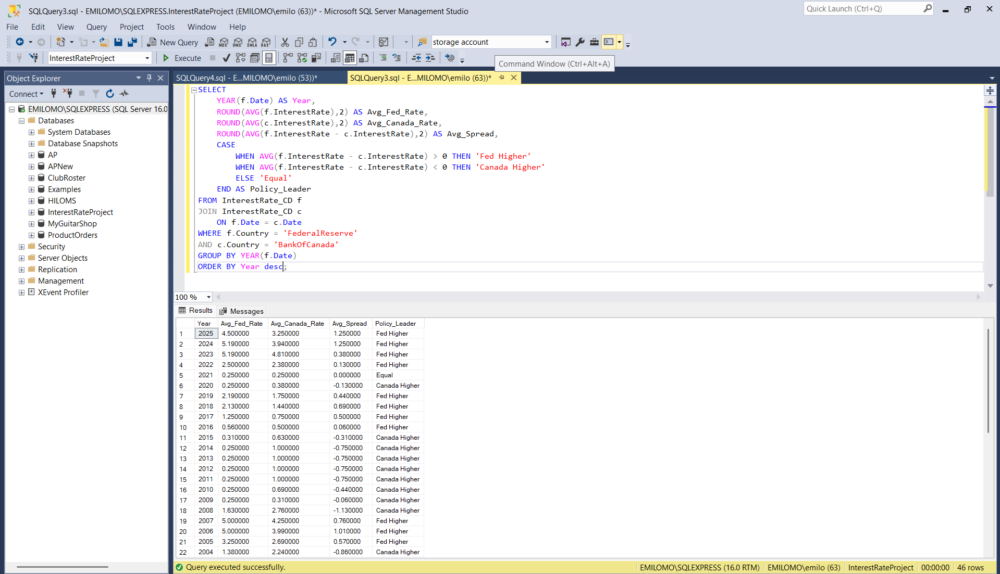 SQLQuery3.sql - EMILOMO\SQLEXPRESS.InterestRateProject (EMILOMO\emilo (63))* - Microsoft SQL Server Management Studio
Quick Launch (Ctrl+Q)
File Edit View Query Project Tools Window Help
New Query MDX DMX XMLA DAX storage account
InterestRateProject Execute
Command Window (Ctrl+Alt+A)
Object Explorer
Connect
EMILOMO\SQLEXPRESS (SQL Server 16.0
Databases
System Databases
Database Snapshots
AP
APNew
ClubRoster
Examples
HILOMS
InterestRateProject
MyGuitarShop
ProductOrders
Security
Server Objects
Replication
Management
XEvent Profiler
SQLQuery4.sql - E...MILOMO\emilo (53))* SQLQuery3.sql - E...MILOMO\emilo (63))*
SELECT
YEAR(f.Date) AS Year,
ROUND(AVG(f.InterestRate),2) AS Avg_Fed_Rate,
ROUND(AVG(c.InterestRate),2) AS Avg_Canada_Rate,
ROUND(AVG(f.InterestRate - c.InterestRate),2) AS Avg_Spread,
CASE
WHEN AVG(f.InterestRate - c.InterestRate) > 0 THEN 'Fed Higher'
WHEN AVG(f.InterestRate - c.InterestRate) < 0 THEN 'Canada Higher'
ELSE 'Equal'
END AS Policy_Leader
FROM InterestRate_CD f
JOIN InterestRate_CD c
ON f.Date = c.Date
WHERE f.Country = 'FederalReserve'
AND c.Country = 'BankOfCanada'
GROUP BY YEAR(f.Date)
ORDER BY Year desc;
100 %
Results Messages
Year Avg_Fed_Rate Avg_Canada_Rate Avg_Spread Policy_Leader
1 2025 4.500000 3.250000 1.250000 Fed Higher
2 2024 5.190000 3.940000 1.250000 Fed Higher
3 2023 5.190000 4.810000 0.380000 Fed Higher
4 2022 2.500000 2.380000 0.130000 Fed Higher
5 2021 0.250000 0.250000 0.000000 Equal
6 2020 0.250000 0.380000 -0.130000 Canada Higher
7 2019 2.190000 1.750000 0.440000 Fed Higher
8 2018 2.130000 1.440000 0.690000 Fed Higher
9 2017 1.250000 0.750000 0.500000 Fed Higher
10 2016 0.560000 0.500000 0.060000 Fed Higher
11 2015 0.310000 0.630000 -0.310000 Canada Higher
12 2014 0.250000 1.000000 -0.750000 Canada Higher
13 2013 0.250000 1.000000 -0.750000 Canada Higher
14 2012 0.250000 1.000000 -0.750000 Canada Higher
15 2011 0.250000 1.000000 -0.750000 Canada Higher
16 2010 0.250000 0.690000 -0.440000 Canada Higher
17 2009 0.250000 0.310000 -0.060000 Canada Higher
18 2008 1.630000 2.760000 -1.130000 Canada Higher
19 2007 5.000000 4.250000 0.760000 Fed Higher
20 2006 5.000000 3.990000 1.010000 Fed Higher
21 2005 3.250000 2.690000 0.570000 Fed Higher
22 2004 1.380000 2.240000 -0.860000 Canada Higher
Query executed successfully. EMILOMO\SQLEXPRESS (16.0 RTM) EMILOMO\emilo (63) InterestRateProject 00:00:00 46 rows